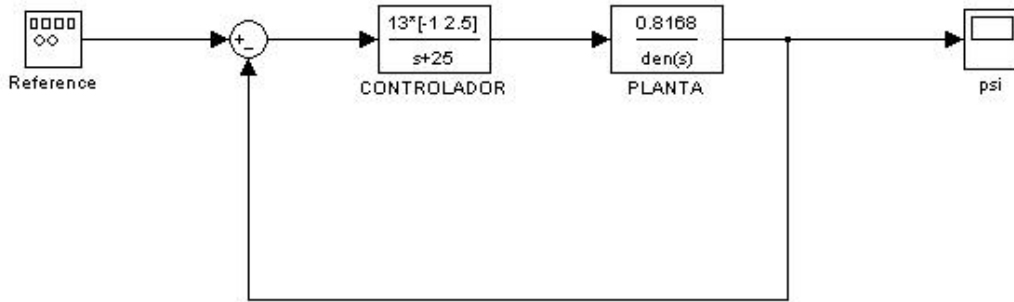 Reference
+
−
13*[-1 2.5]
s+25
CONTROLADOR
0.8168
den(s)
PLANTA
psi